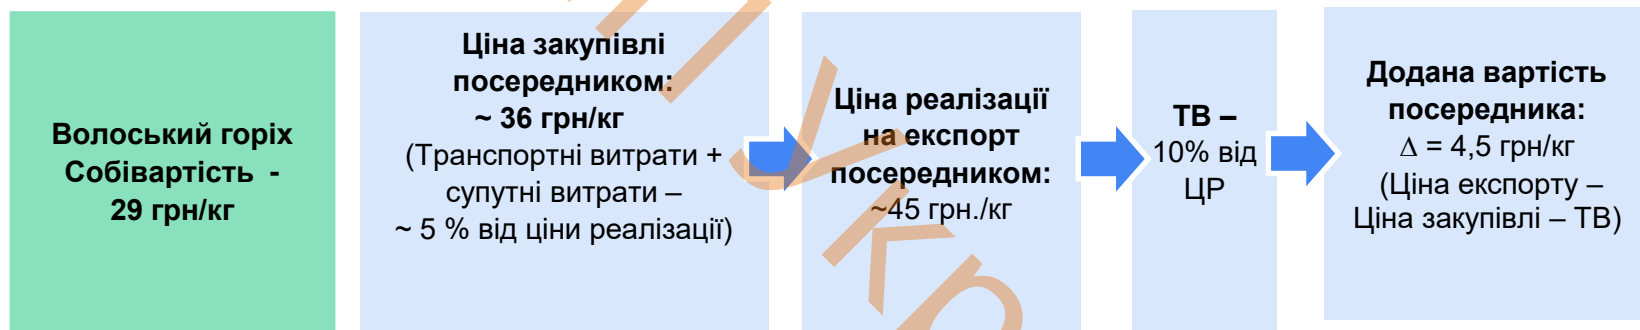 Волоський горіх
Собівартість -
29 грн/кг
Ціна закупівлі
посередником:
~ 36 грн/кг
(Транспортні витрати +
супутні витрати –
~ 5 % від ціни реалізації)
Ціна реалізації
на експорт
посередником:
~45 грн./кг
ТВ –
10% від
ЦР
Додана вартість
посередника:
Δ = 4,5 грн/кг
(Ціна експорту –
Ціна закупівлі – ТВ)